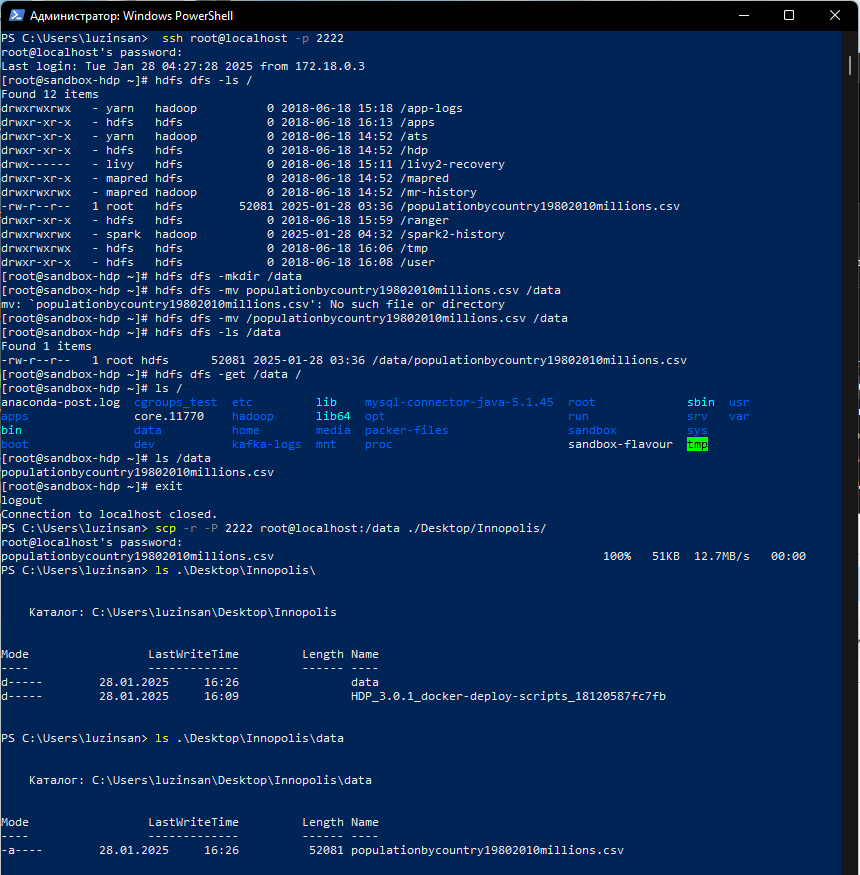 Администратор: Windows PowerShell
PS C:\Users\luzinsan>  ssh root@localhost -p 2222
root@localhost's password:
Last login: Tue Jan 28 04:27:28 2025 from 172.18.0.3
[root@sandbox-hdp ~]# hdfs dfs -ls /
Found 12 items
drwxrwxrwx   - yarn   hadoop          0 2018-06-18 15:18 /app-logs
drwxr-xr-x   - hdfs   hdfs            0 2018-06-18 16:13 /apps
drwxr-xr-x   - yarn   hadoop          0 2018-06-18 14:52 /ats
drwxr-xr-x   - hdfs   hdfs            0 2018-06-18 14:52 /hdp
drwx------   - livy   hdfs            0 2018-06-18 15:11 /livy2-recovery
drwxr-xr-x   - mapred hdfs            0 2018-06-18 14:52 /mapred
drwxrwxrwx   - mapred hadoop          0 2018-06-18 14:52 /mr-history
-rw-r--r--   1 root   hdfs        52081 2025-01-28 03:36 /populationbycountry19802010millions.csv
drwxr-xr-x   - hdfs   hdfs            0 2018-06-18 15:59 /ranger
drwxrwxrwx   - spark  hadoop          0 2025-01-28 04:32 /spark2-history
drwxrwxrwx   - hdfs   hdfs            0 2018-06-18 16:06 /tmp
drwxr-xr-x   - hdfs   hdfs            0 2018-06-18 16:08 /user
[root@sandbox-hdp ~]# hdfs dfs -mkdir /data
[root@sandbox-hdp ~]# hdfs dfs -mv populationbycountry19802010millions.csv /data
mv: `populationbycountry19802010millions.csv': No such file or directory
[root@sandbox-hdp ~]# hdfs dfs -mv /populationbycountry19802010millions.csv /data
[root@sandbox-hdp ~]# hdfs dfs -ls /data
Found 1 items
-rw-r--r--   1 root hdfs      52081 2025-01-28 03:36 /data/populationbycountry19802010millions.csv
[root@sandbox-hdp ~]# hdfs dfs -get /data /
[root@sandbox-hdp ~]# ls /
anaconda-post.log  cgroups_test  etc         lib    mysql-connector-java-5.1.45  root             sbin  usr
apps               core.11770    hadoop      lib64  opt                          run              srv   var
bin                data          home        media  packer-files                 sandbox          sys
boot               dev           kafka-logs  mnt    proc                         sandbox-flavour  tmp
[root@sandbox-hdp ~]# ls /data
populationbycountry19802010millions.csv
[root@sandbox-hdp ~]# exit
logout
Connection to localhost closed.
PS C:\Users\luzinsan> scp -r -P 2222 root@localhost:/data ./Desktop/Innopolis/
root@localhost's password:
populationbycountry19802010millions.csv                                               100%   51KB  12.7MB/s   00:00
PS C:\Users\luzinsan> ls .\Desktop\Innopolis\
Каталог: C:\Users\luzinsan\Desktop\Innopolis
Mode                 LastWriteTime         Length Name
----                 -------------         ------ ----
d-----        28.01.2025     16:26                data
d-----        28.01.2025     16:09                HDP_3.0.1_docker-deploy-scripts_18120587fc7fb
PS C:\Users\luzinsan> ls .\Desktop\Innopolis\data
Каталог: C:\Users\luzinsan\Desktop\Innopolis\data
Mode                 LastWriteTime         Length Name
----                 -------------         ------ ----
-a----        28.01.2025     16:26          52081 populationbycountry19802010millions.csv